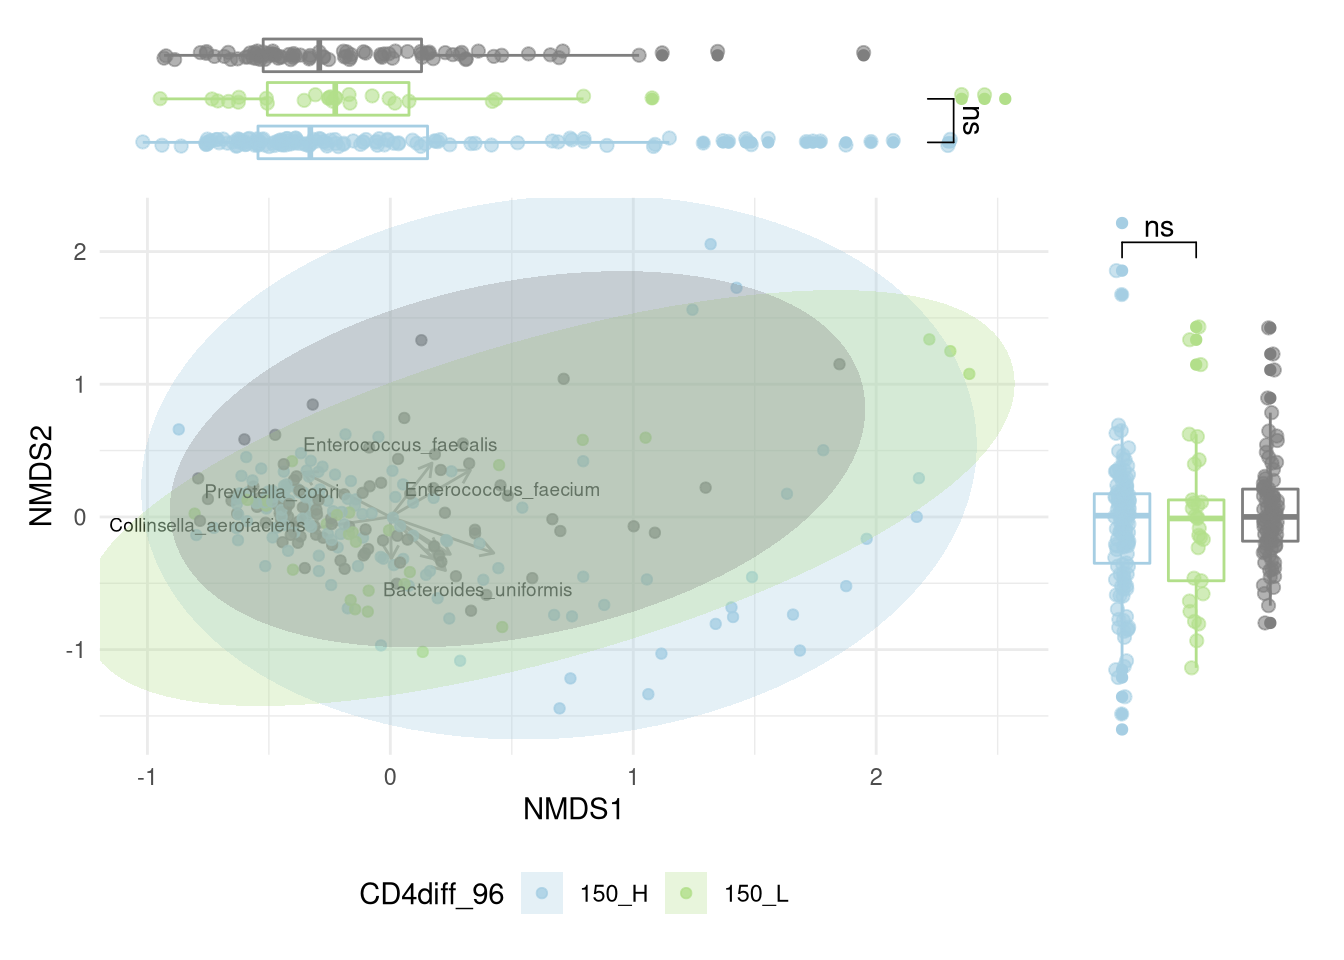 ns
ns
2
1
0
-1
NMDS2
Enterococcus_faecalis
Prevotella_copri
Enterococcus_faecium
Collinsella_aerofaciens
Bacteroides_uniformis
-1 0 1 2
NMDS1
CD4diff_96 150_H 150_L